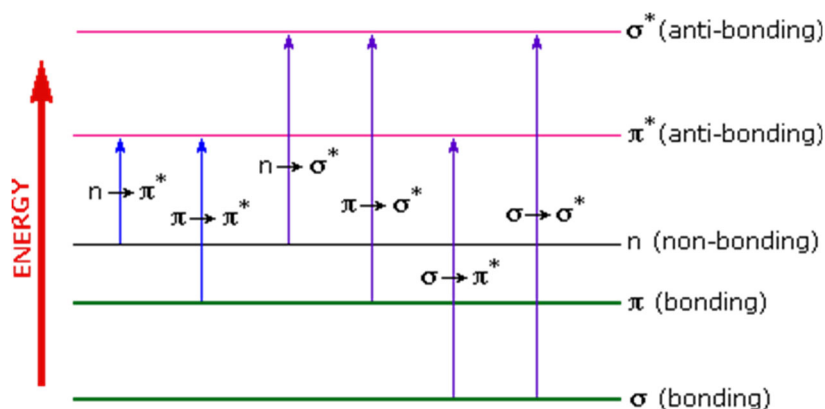 σ* (anti-bonding)
π* (anti-bonding)
n → σ*
n → π*
π → π*
π → σ*
σ → σ*
n (non-bonding)
σ → π*
π (bonding)
σ (bonding)
ENERGY